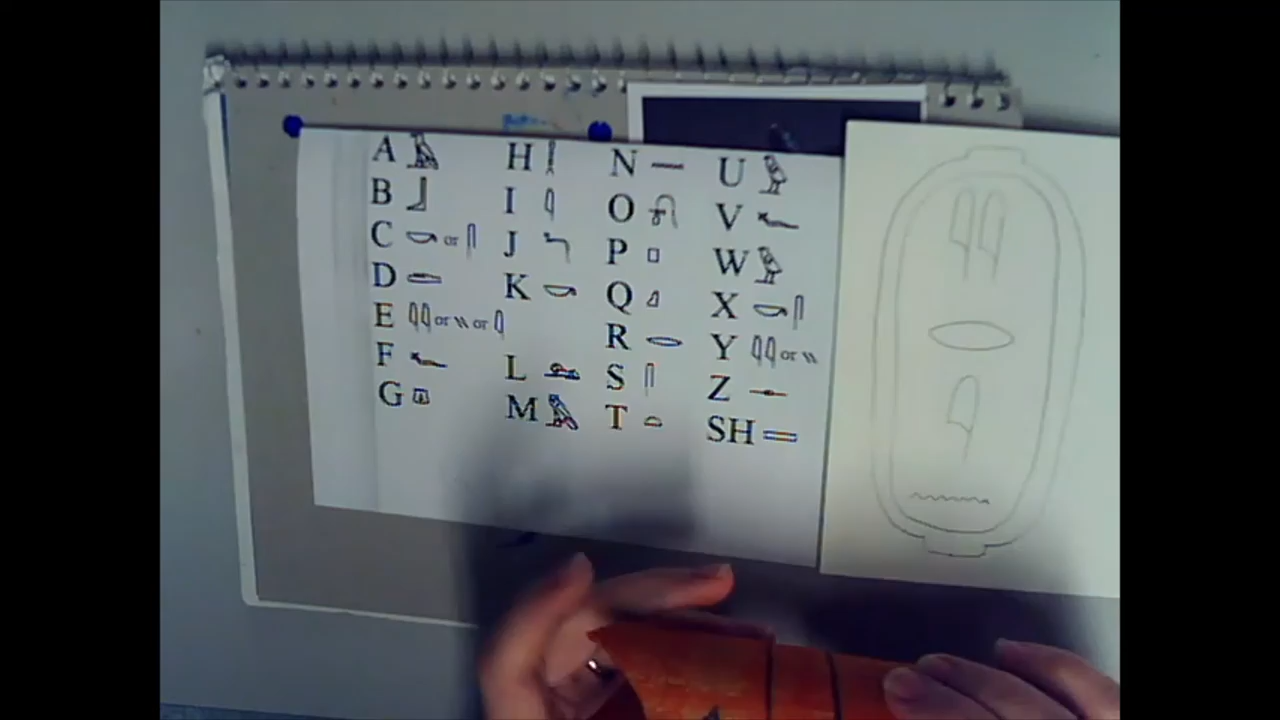 A H N U
B I O V
C or J P W
D K Q X
E or or R Y or
F L S Z
G M T SH